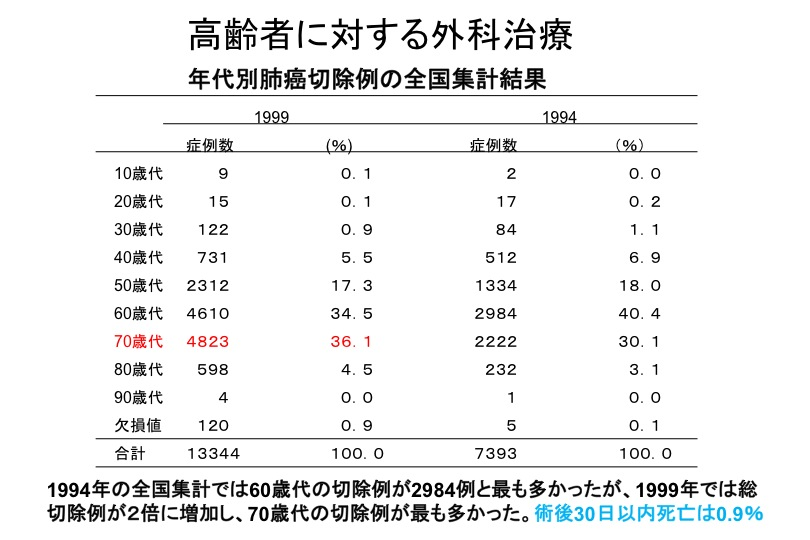 高齢者に対する外科治療
年代別肺癌切除例の全国集計結果
1999 1994
症例数 (%) 症例数 (%)
10歳代 9 0.1 2 0.0
20歳代 15 0.1 17 0.2
30歳代 122 0.9 84 1.1
40歳代 731 5.5 512 6.9
50歳代 2312 17.3 1334 18.0
60歳代 4610 34.5 2984 40.4
70歳代 4823 36.1 2222 30.1
80歳代 598 4.5 232 3.1
90歳代 4 0.0 1 0.0
欠損値 120 0.9 5 0.1
合計 13344 100.0 7393 100.0
1994年の全国集計では60歳代の切除例が2984例と最も多かったが、1999年では総
切除例が2倍に増加し、70歳代の切除例が最も多かった。術後30日以内死亡は0.9%